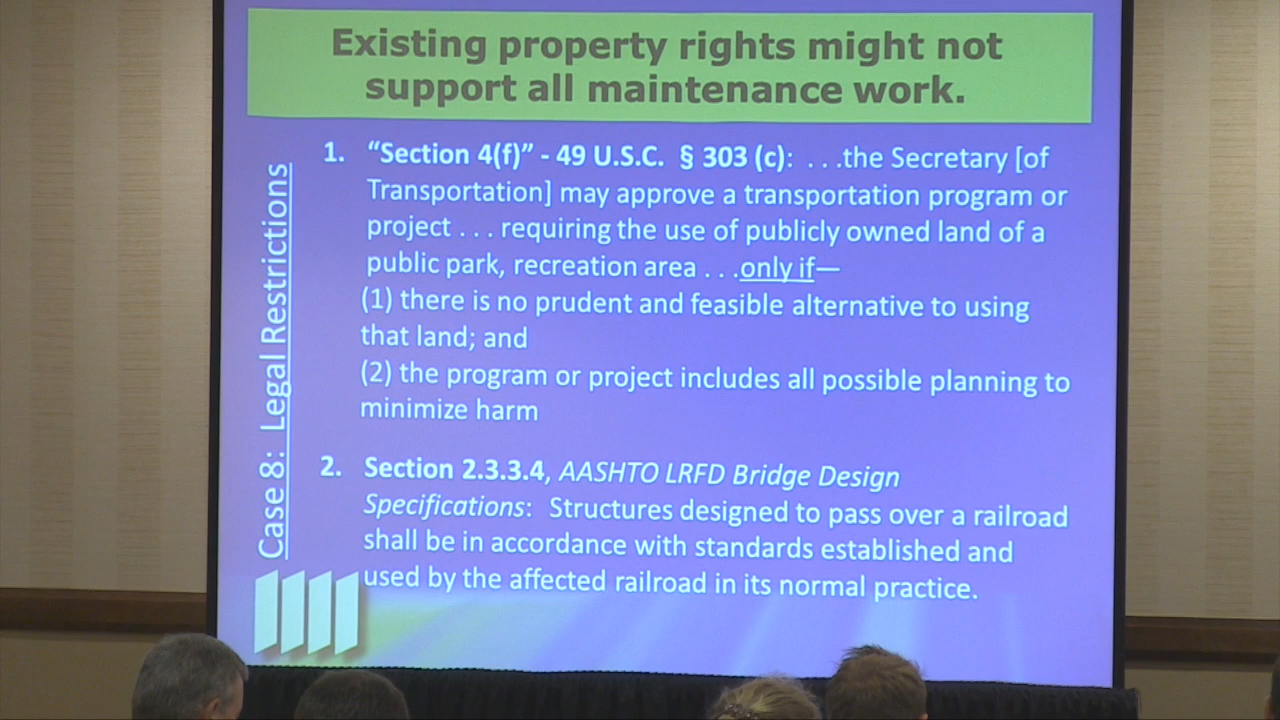 Existing property rights might not
support all maintenance work.
Case 8: Legal Restrictions
1. “Section 4(f)” - 49 U.S.C. § 303 (c): . . .the Secretary [of
Transportation] may approve a transportation program or
project . . . requiring the use of publicly owned land of a
public park, recreation area . . .only if—
(1) there is no prudent and feasible alternative to using
that land; and
(2) the program or project includes all possible planning to
minimize harm
2. Section 2.3.3.4, AASHTO LRFD Bridge Design
Specifications: Structures designed to pass over a railroad
shall be in accordance with standards established and
used by the affected railroad in its normal practice.